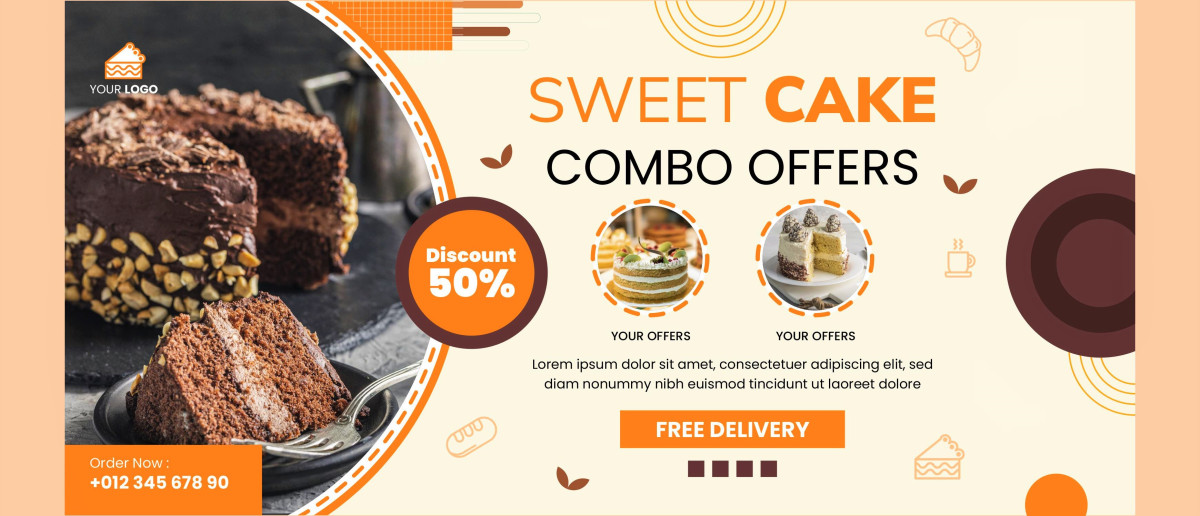 YOUR LOGO
SWEET CAKE
COMBO OFFERS
Discount
50%
YOUR OFFERS
YOUR OFFERS
Lorem ipsum dolor sit amet, consectetuer adipiscing elit, sed
diam nonummy nibh euismod tincidunt ut laoreet dolore
FREE DELIVERY
Order Now :
+012 345 678 90